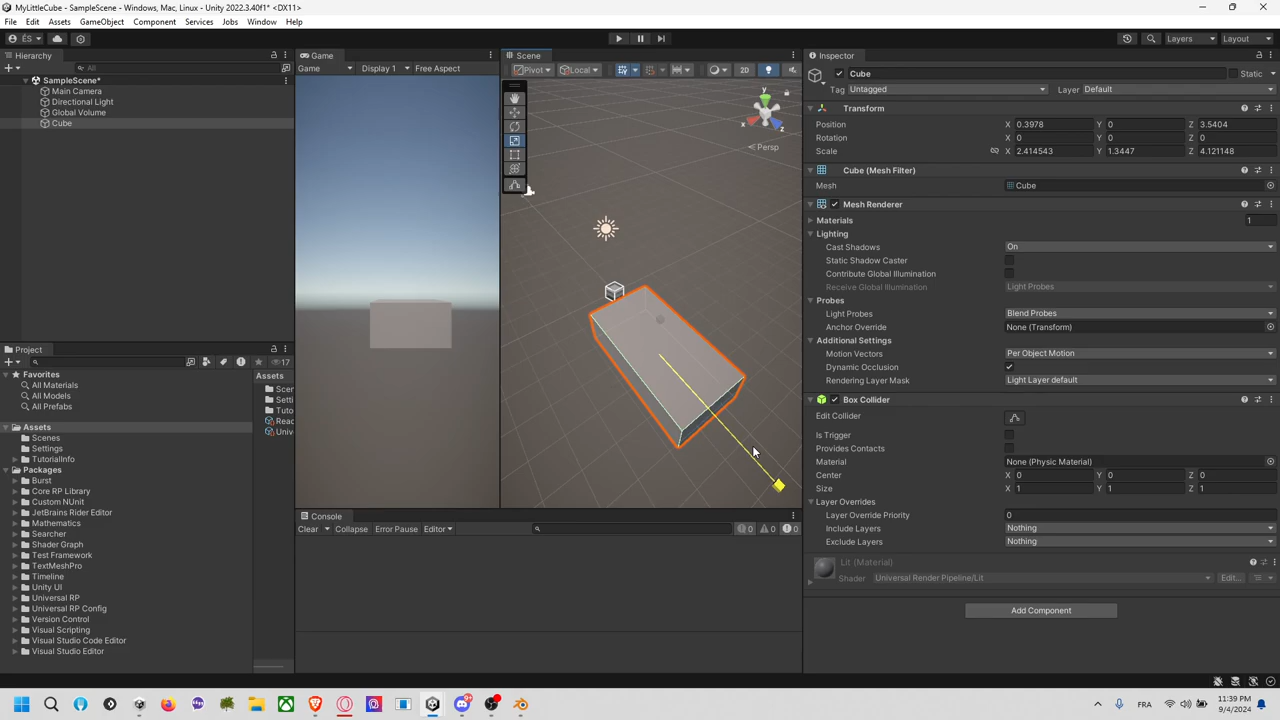 MyLittleCube - SampleScene - Windows, Mac, Linux - Unity 2022.3.40f1* <DX11>
File Edit Assets GameObject Component Services Jobs Window Help
ÉS
Layers Layout
Hierarchy
All
SampleScene*
Main Camera
Directional Light
Global Volume
Cube
Game
Game Display 1 Free Aspect
Scene
Pivot Local 2D
y
x
z
Persp
Inspector
Cube Static
Tag Untagged Layer Default
Transform
Position X 0.3978 Y 0 Z 3.5404
Rotation X 0 Y 0 Z 0
Scale X 2.414543 Y 1.3447 Z 4.121148
Cube (Mesh Filter)
Mesh Cube
Mesh Renderer
Materials 1
Lighting
Cast Shadows On
Static Shadow Caster
Contribute Global Illumination
Receive Global Illumination Light Probes
Probes
Light Probes Blend Probes
Anchor Override None (Transform)
Additional Settings
Motion Vectors Per Object Motion
Dynamic Occlusion
Rendering Layer Mask Light Layer default
Box Collider
Edit Collider
Is Trigger
Provides Contacts
Material None (Physic Material)
Center X 0 Y 0 Z 0
Size X 1 Y 1 Z 1
Layer Overrides
Layer Override Priority 0
Include Layers Nothing
Exclude Layers Nothing
Lit (Material)
Shader Universal Render Pipeline/Lit Edit...
Add Component
Project
17
Favorites
All Materials
All Models
All Prefabs
Assets
Scenes
Settings
TutorialInfo
Packages
Burst
Core RP Library
Custom NUnit
JetBrains Rider Editor
Mathematics
Searcher
Shader Graph
Test Framework
TextMeshPro
Timeline
Unity UI
Universal RP
Universal RP Config
Version Control
Visual Scripting
Visual Studio Code Editor
Visual Studio Editor
Assets
Scen
Setti
Tuto
Reac
Univ
Console
Clear Collapse Error Pause Editor 0 0 0
9+
11:39 PM
9/4/2024